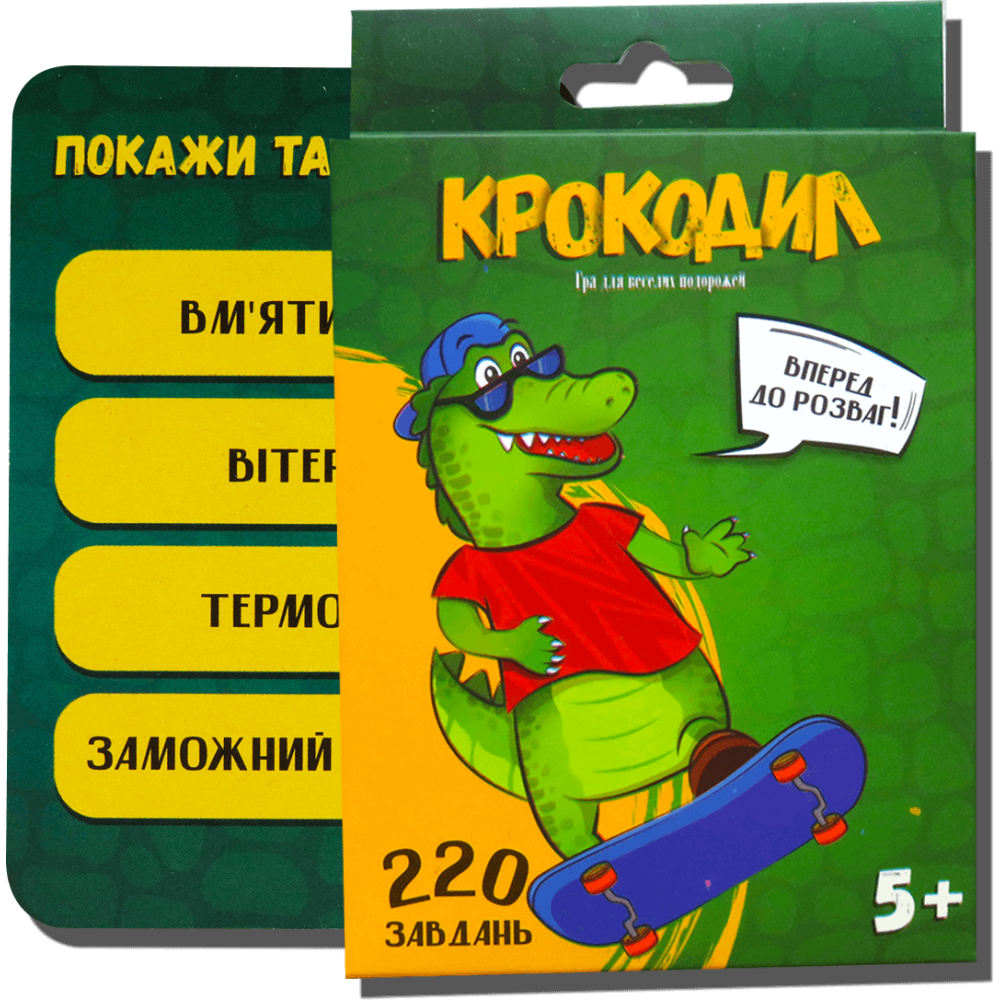 ПОКАЖИ ТА
ВМ'ЯТИ
ВІТЕР
ТЕРМО
ЗАМОЖНИЙ
КРОКОДИЛ
Гра для веселих подорожей
ВПЕРЕД
ДО РОЗВАГ!
220
ЗАВДАНЬ
5+